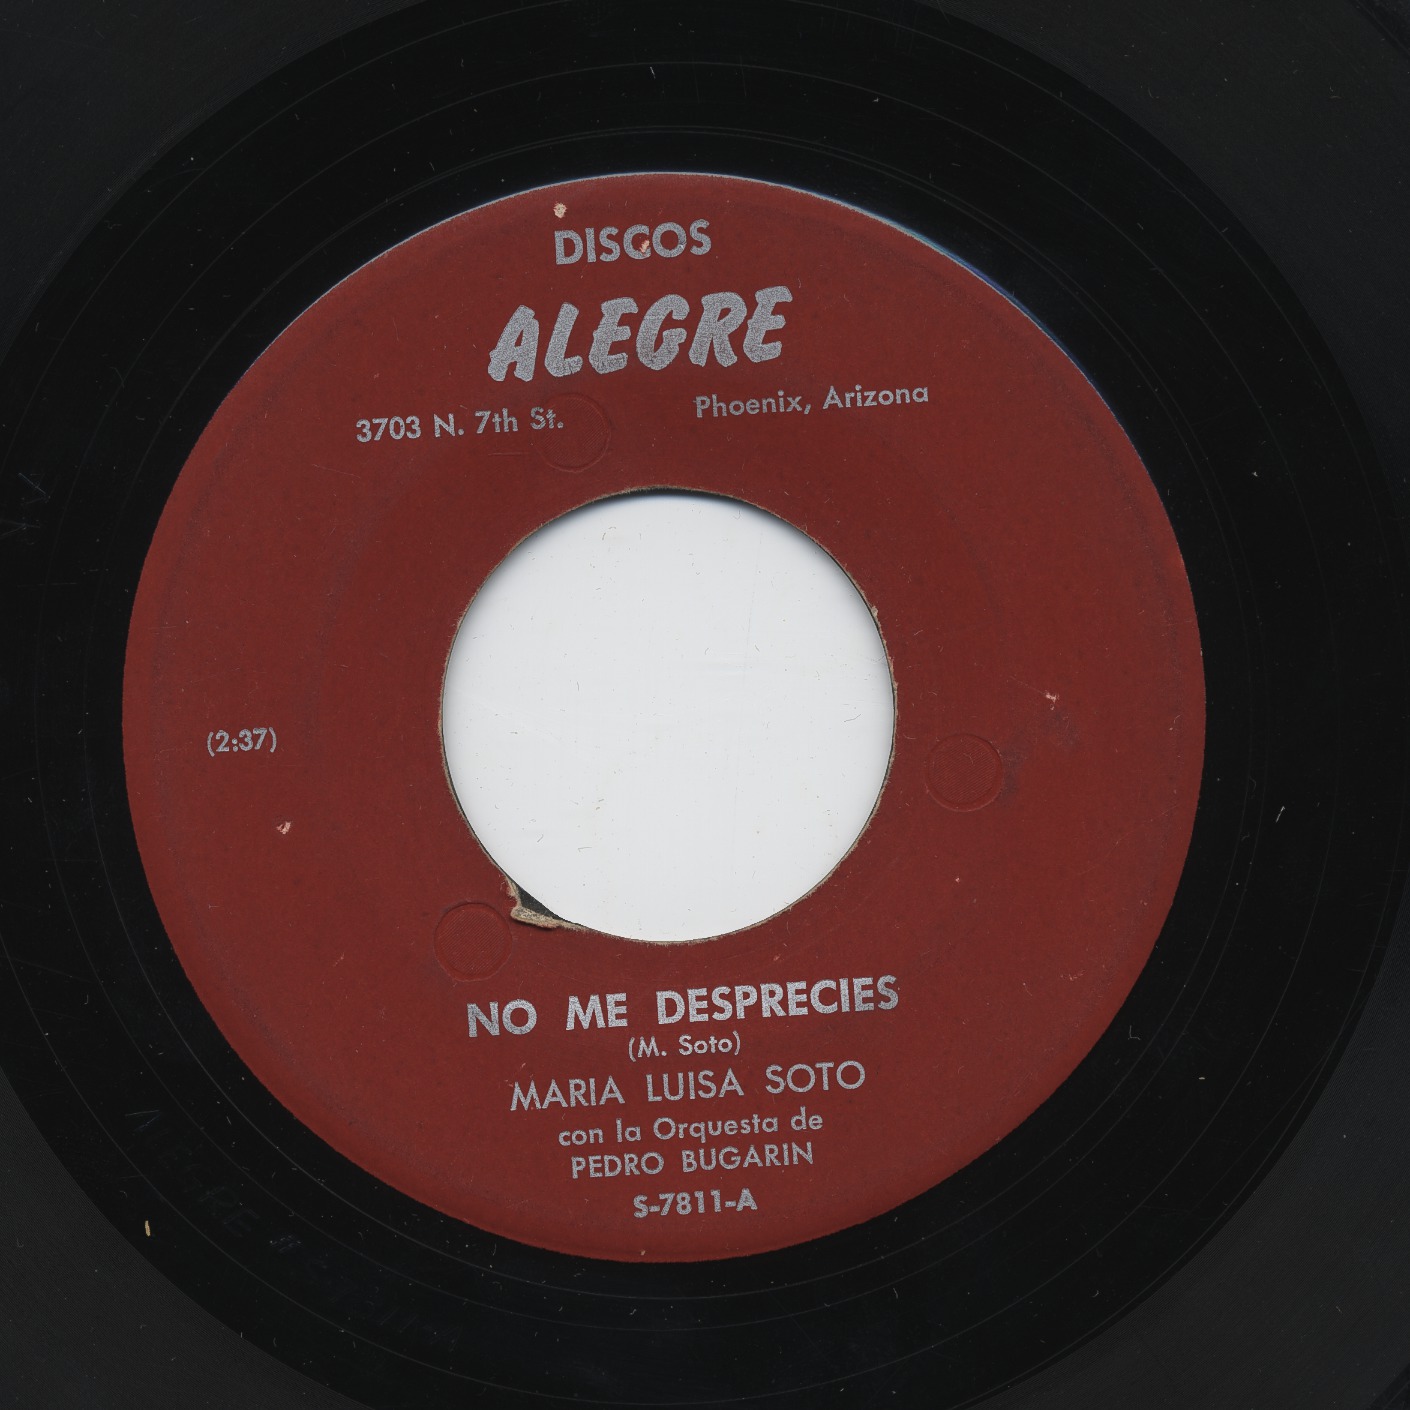 DISCOS
ALEGRE
3703 N. 7th St. Phoenix, Arizona
(2:37)
NO ME DESPRECIES
(M. Soto)
MARIA LUISA SOTO
con la Orquesta de
PEDRO BUGARIN
S-7811-A